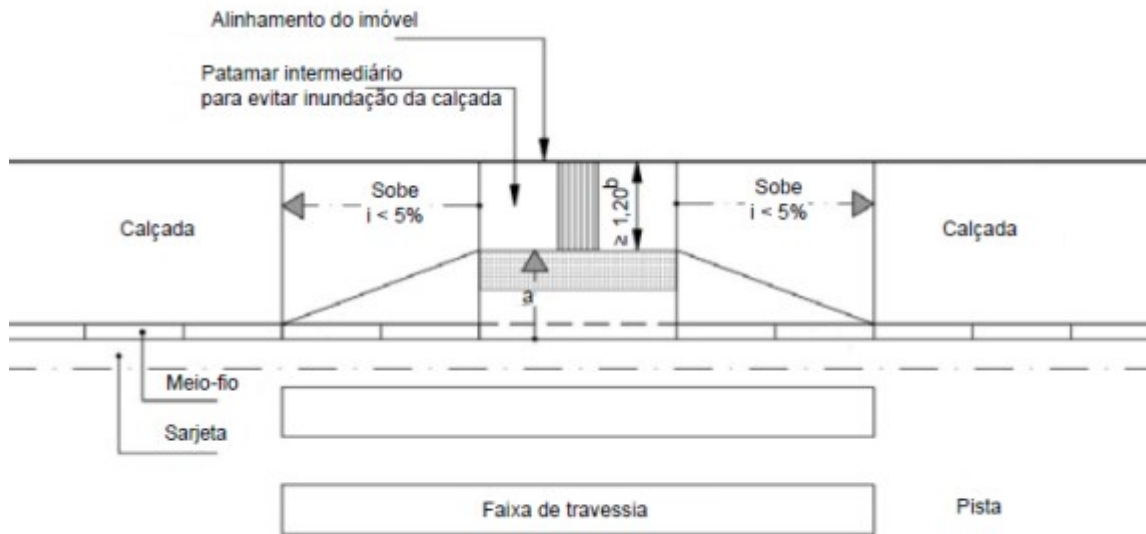 Alinhamento do imóvel
Patamar intermediário
para evitar inundação da calçada
Calçada
Sobe
i < 5%
≥ 1,20 b
Sobe
i < 5%
Calçada
a
Meio-fio
Sarjeta
Faixa de travessia
Pista